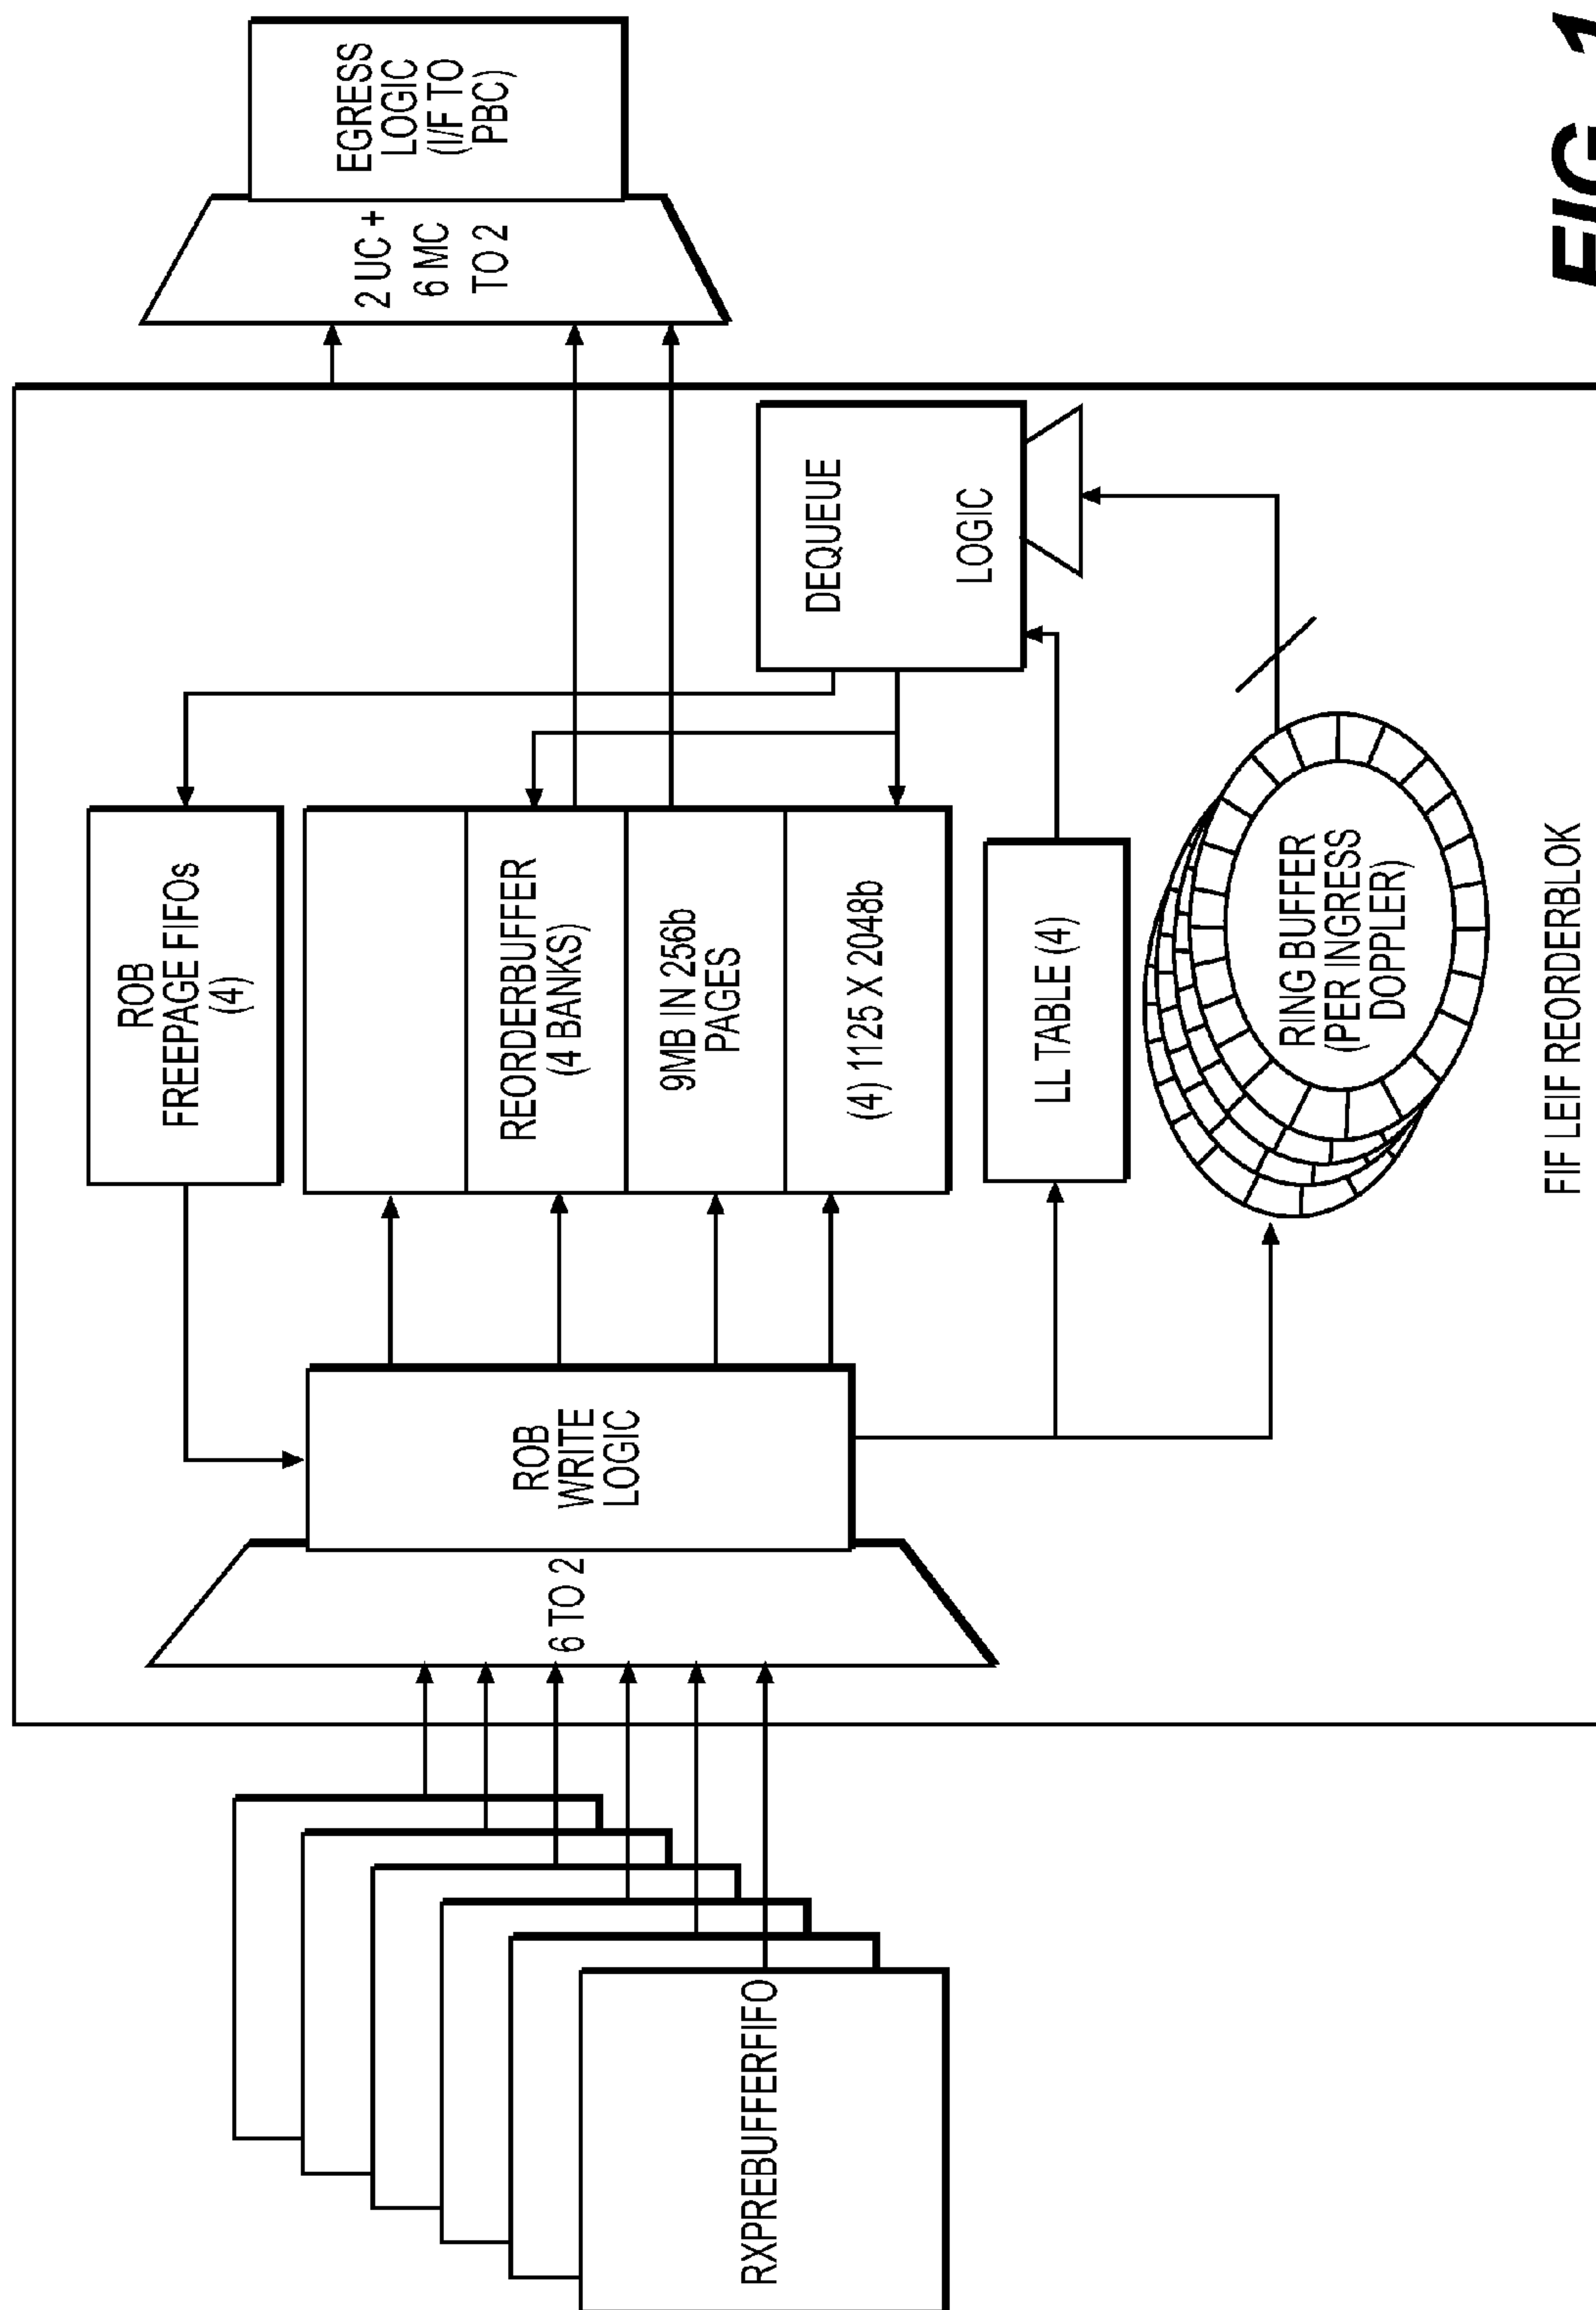 RXPREBUFFERFIFO
6 TO 2
ROB
WRITE
LOGIC
ROB
FREEPAGE FIFOs
(4)
REORDERBUFFER
(4 BANKS)
9MB IN 256b
PAGES
(4) 1125 X 2048b
LL TABLE (4)
RING BUFFER
(PER INGRESS
DOPPLER)
DEQUEUE
LOGIC
2 UC +
6 MC
TO 2
EGRESS
LOGIC
(I/F TO
PBC)
FIF LEIF REORDERBLOK
FIG. 1